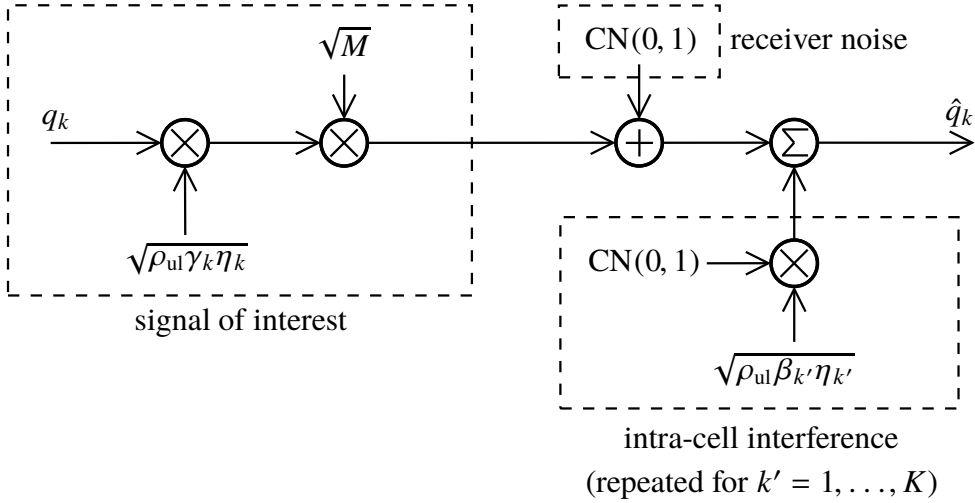 √M
CN(0, 1) receiver noise
q_k
q̂_k
× × + Σ
√ρ_ul γ_k η_k
CN(0, 1) ×
signal of interest
√ρ_ul β_k′ η_k′
intra-cell interference
(repeated for k′ = 1, . . . , K)